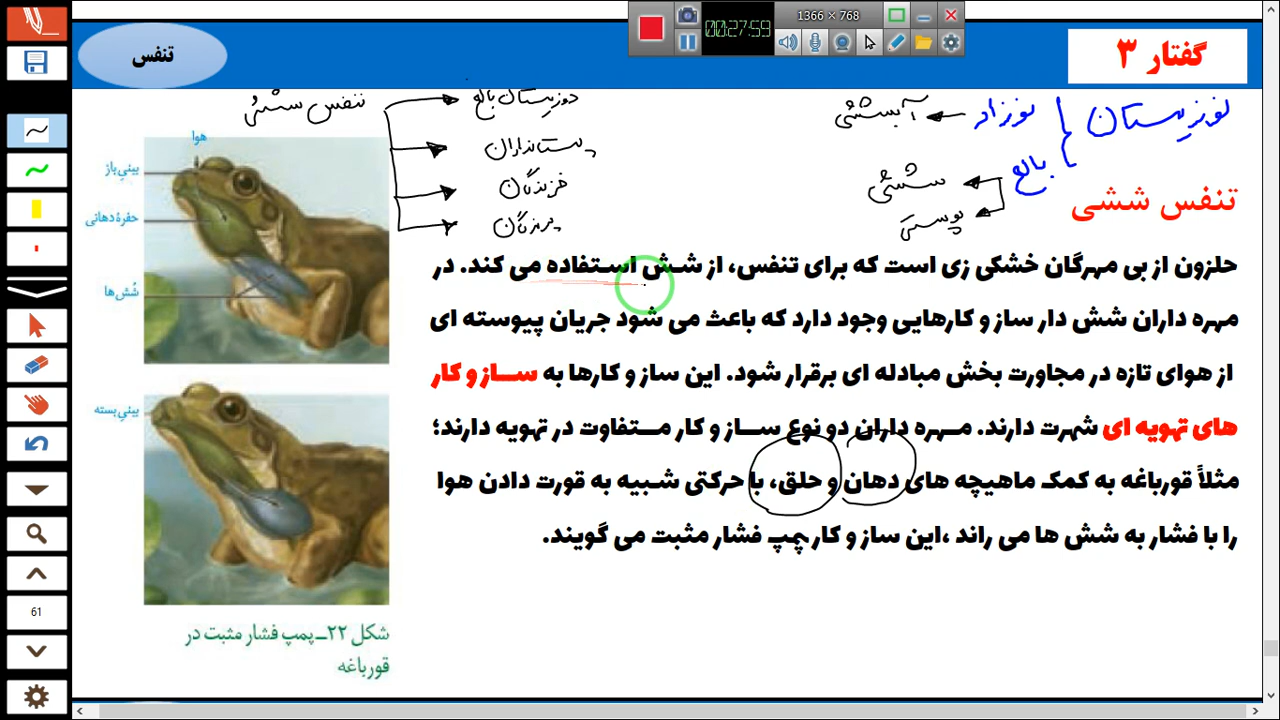 00:27:59
1366 × 768
گفتار ۳
تنفس
دوزیستان
نوزاد
آبششی
بالغ
ششی
پوستی
تنفس ششی
دوزیستان بالغ
پستانداران
خزندگان
پرندگان
تنفس ششی
حلزون از بی مهرگان خشکی زی است که برای تنفس، از شش استفاده می کند. در
مهره داران شش دار ساز و کارهایی وجود دارد که باعث می شود جریان پیوسته ای
از هوای تازه در مجاورت بخش مبادله ای برقرار شود. این ساز و کارها به ساز و کار
های تهویه ای شهرت دارند. مهره داران دو نوع ساز و کار متفاوت در تهویه دارند؛
مثلاً قورباغه به کمک ماهیچه های دهان و حلق، با حرکتی شبیه به قورت دادن هوا
را با فشار به شش ها می راند ،این ساز و کار پمپ فشار مثبت می گویند.
هوا
بینی باز
حفرهٔ دهانی
شُش‌ها
بینی بسته
شکل ۲۲ـ پمپ فشار مثبت در
قورباغه
61